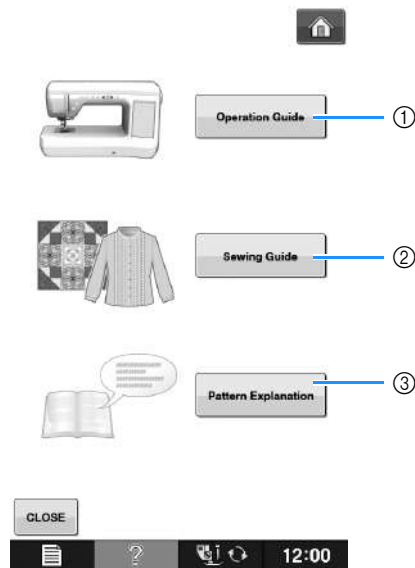 Operation Guide
①
Sewing Guide
②
Pattern Explanation
③
CLOSE
?
12:00